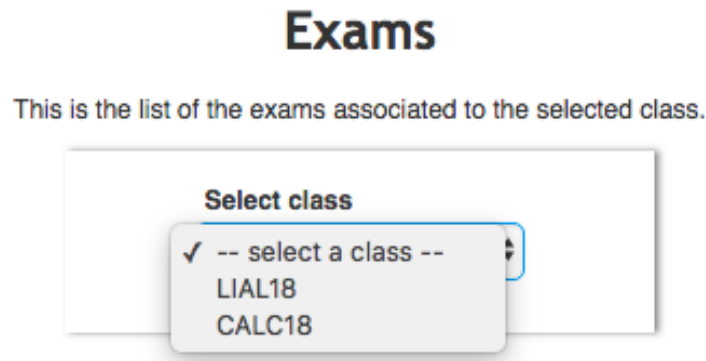 Exams
This is the list of the exams associated to the selected class.
Select class
✓ -- select a class --
LIAL18
CALC18